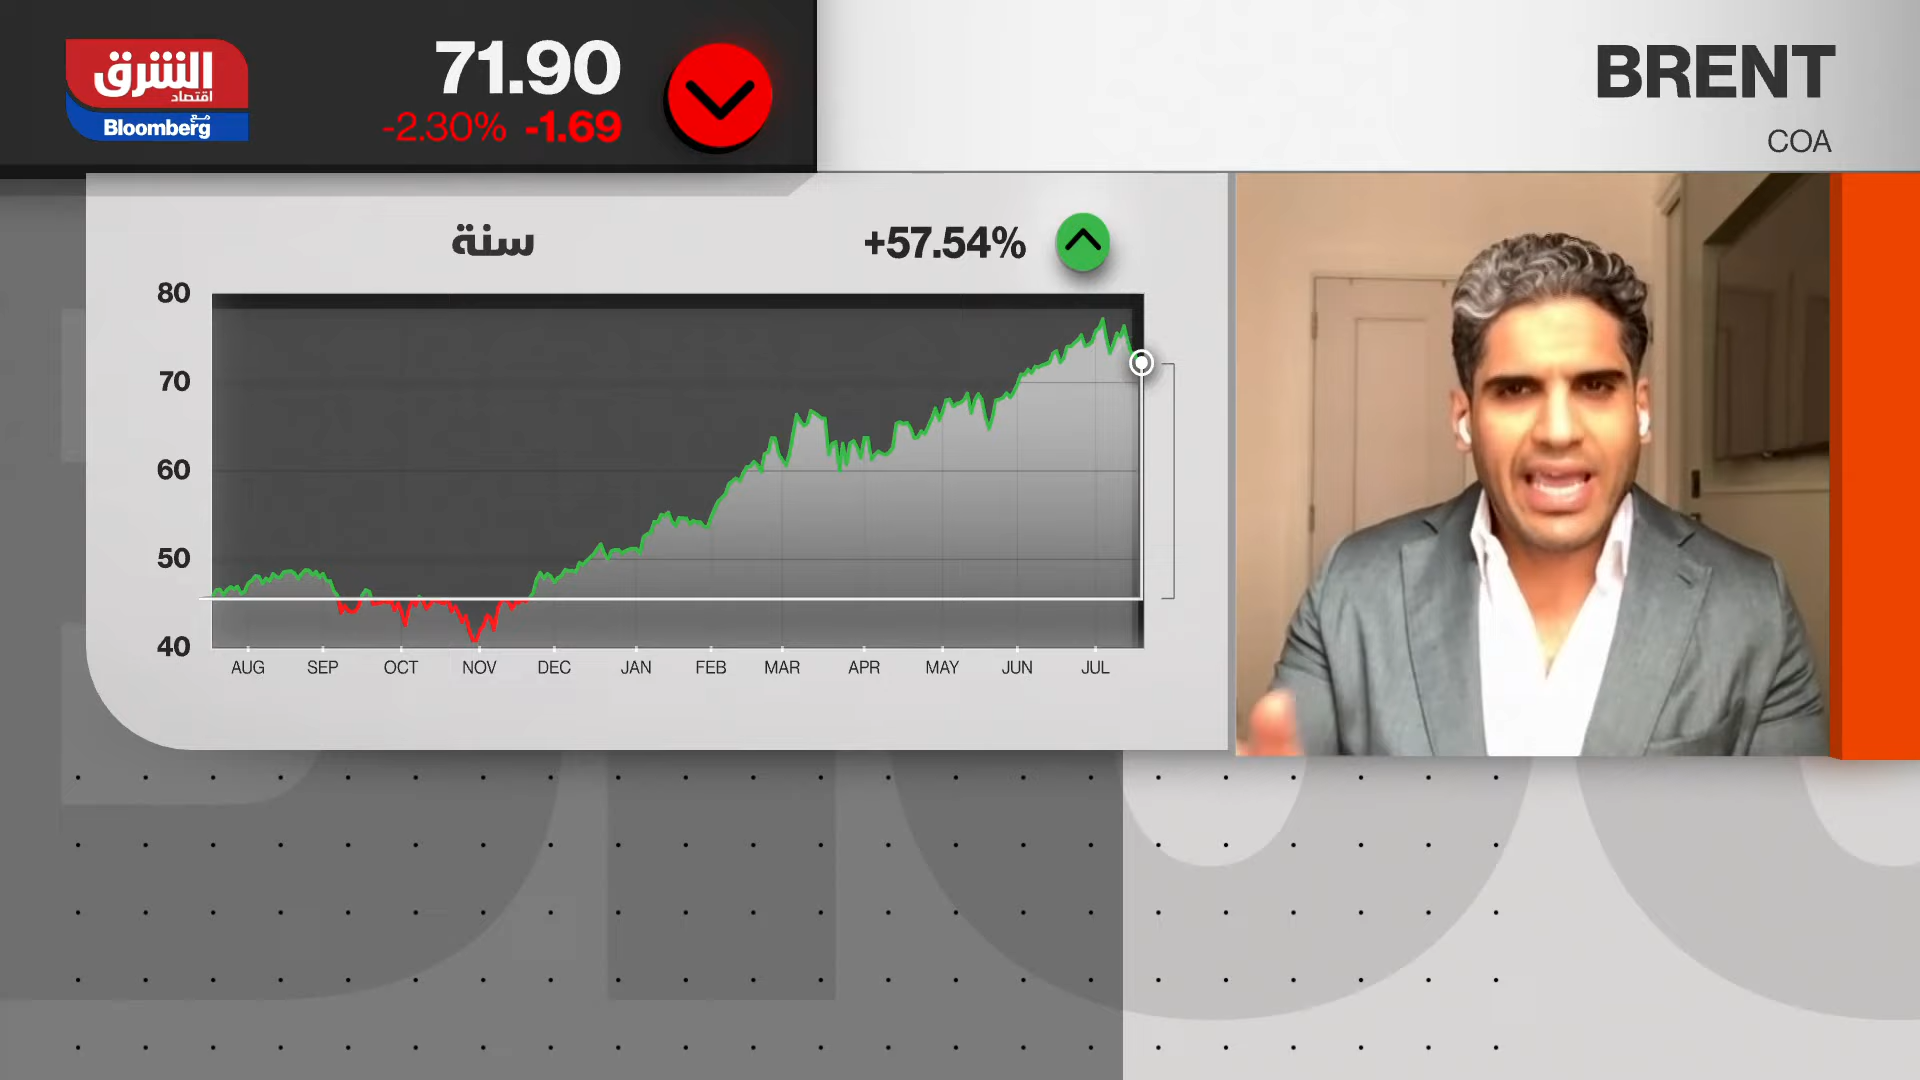 الشرق
اقتصاد
مع
Bloomberg
71.90
-2.30% -1.69
BRENT
COA
سنة
+57.54%
80
70
60
50
40
AUG SEP OCT NOV DEC JAN FEB MAR APR MAY JUN JUL